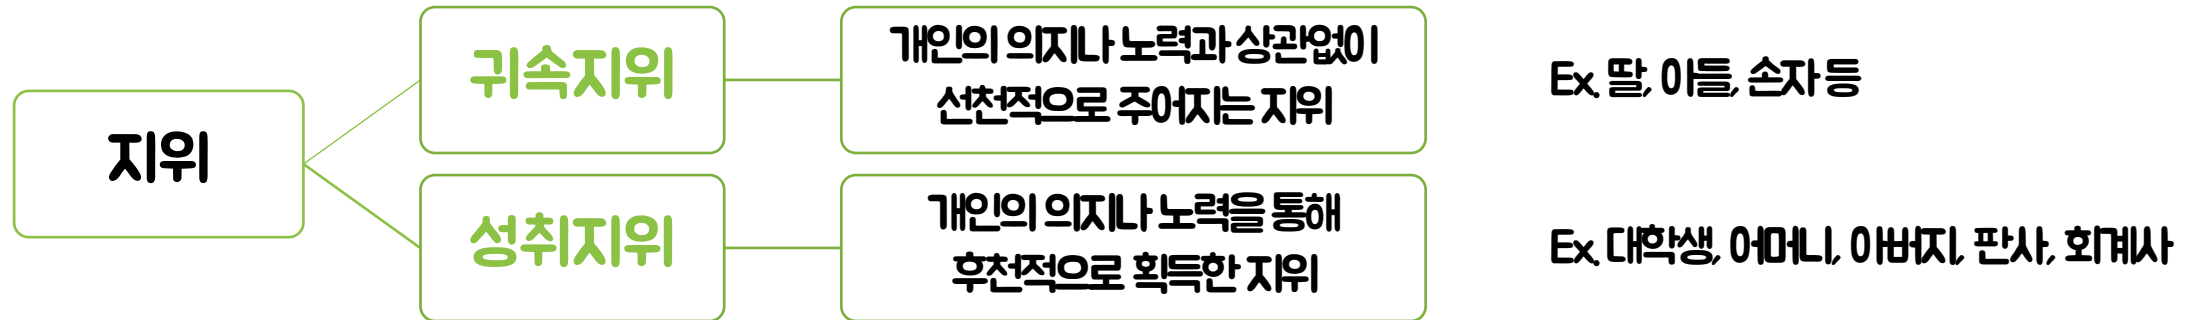 지위
귀속지위
개인의 의지나 노력과 상관없이
선천적으로 주어지는 지위
Ex. 딸, 아들, 손자 등
성취지위
개인의 의지나 노력을 통해
후천적으로 획득한 지위
Ex. 대학생, 어머니, 아버지, 판사, 회계사